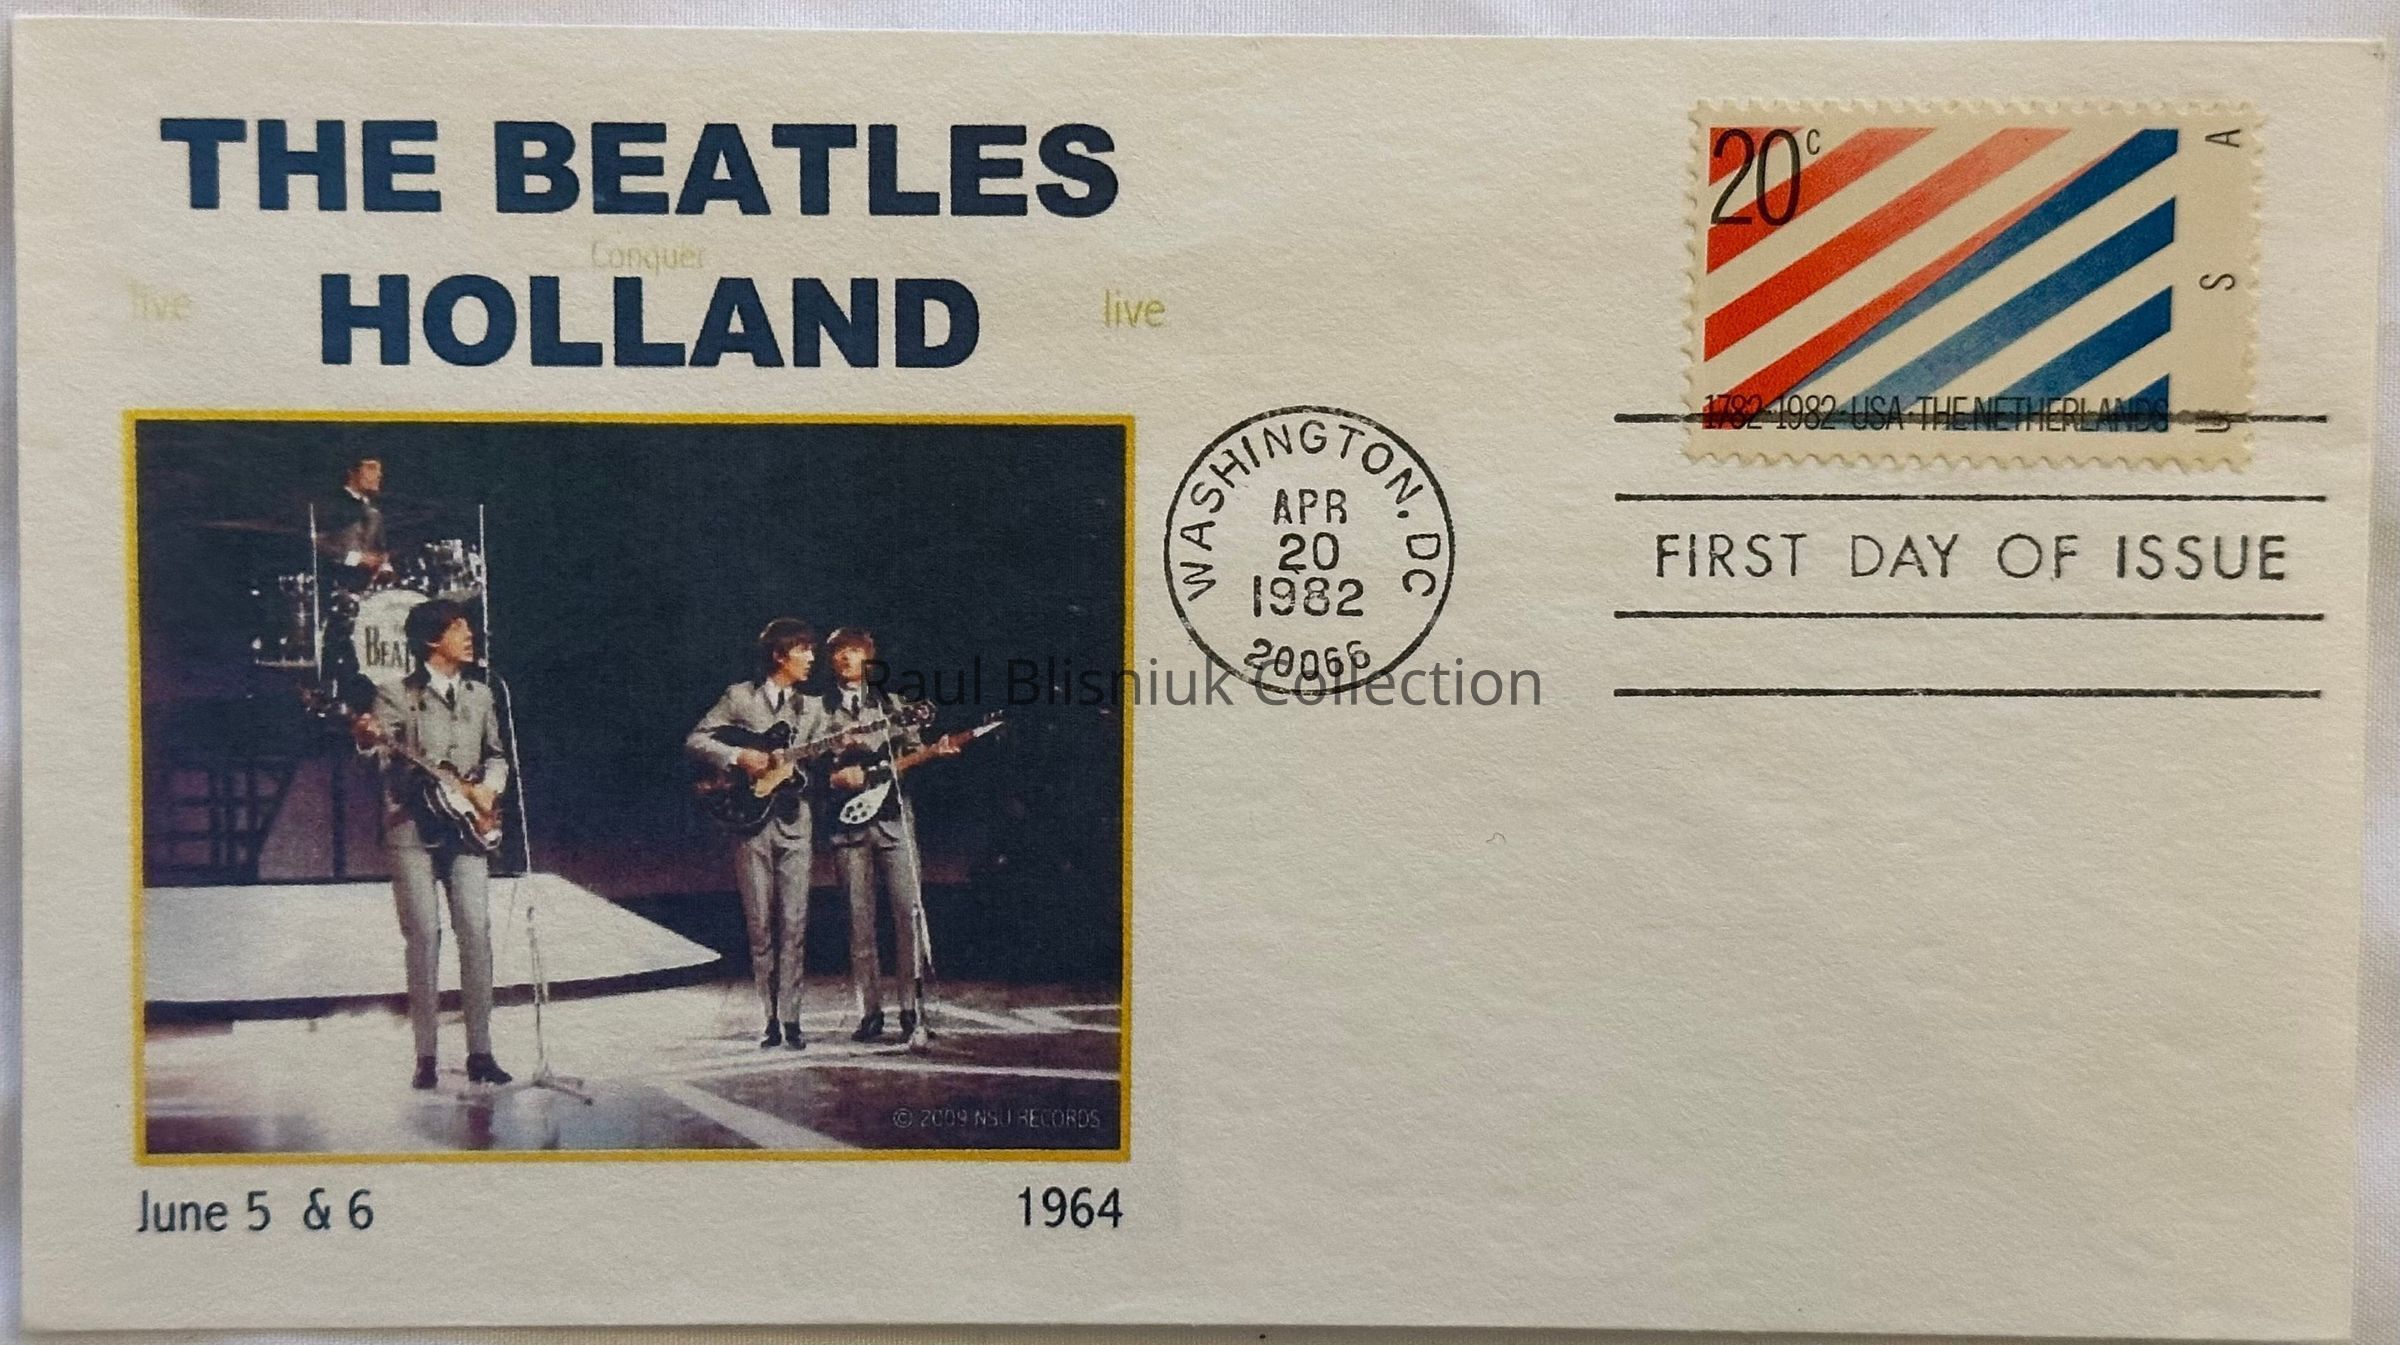 THE BEATLES
Conquer
live HOLLAND live
20c
USA
1782-1982·USA·THE NETHERLANDS
WASHINGTON, DC
APR
20
1982
20066
FIRST DAY OF ISSUE
BEAT
Raul Blisniuk Collection
© 2009 NSU RECORDS
June 5 & 6 1964